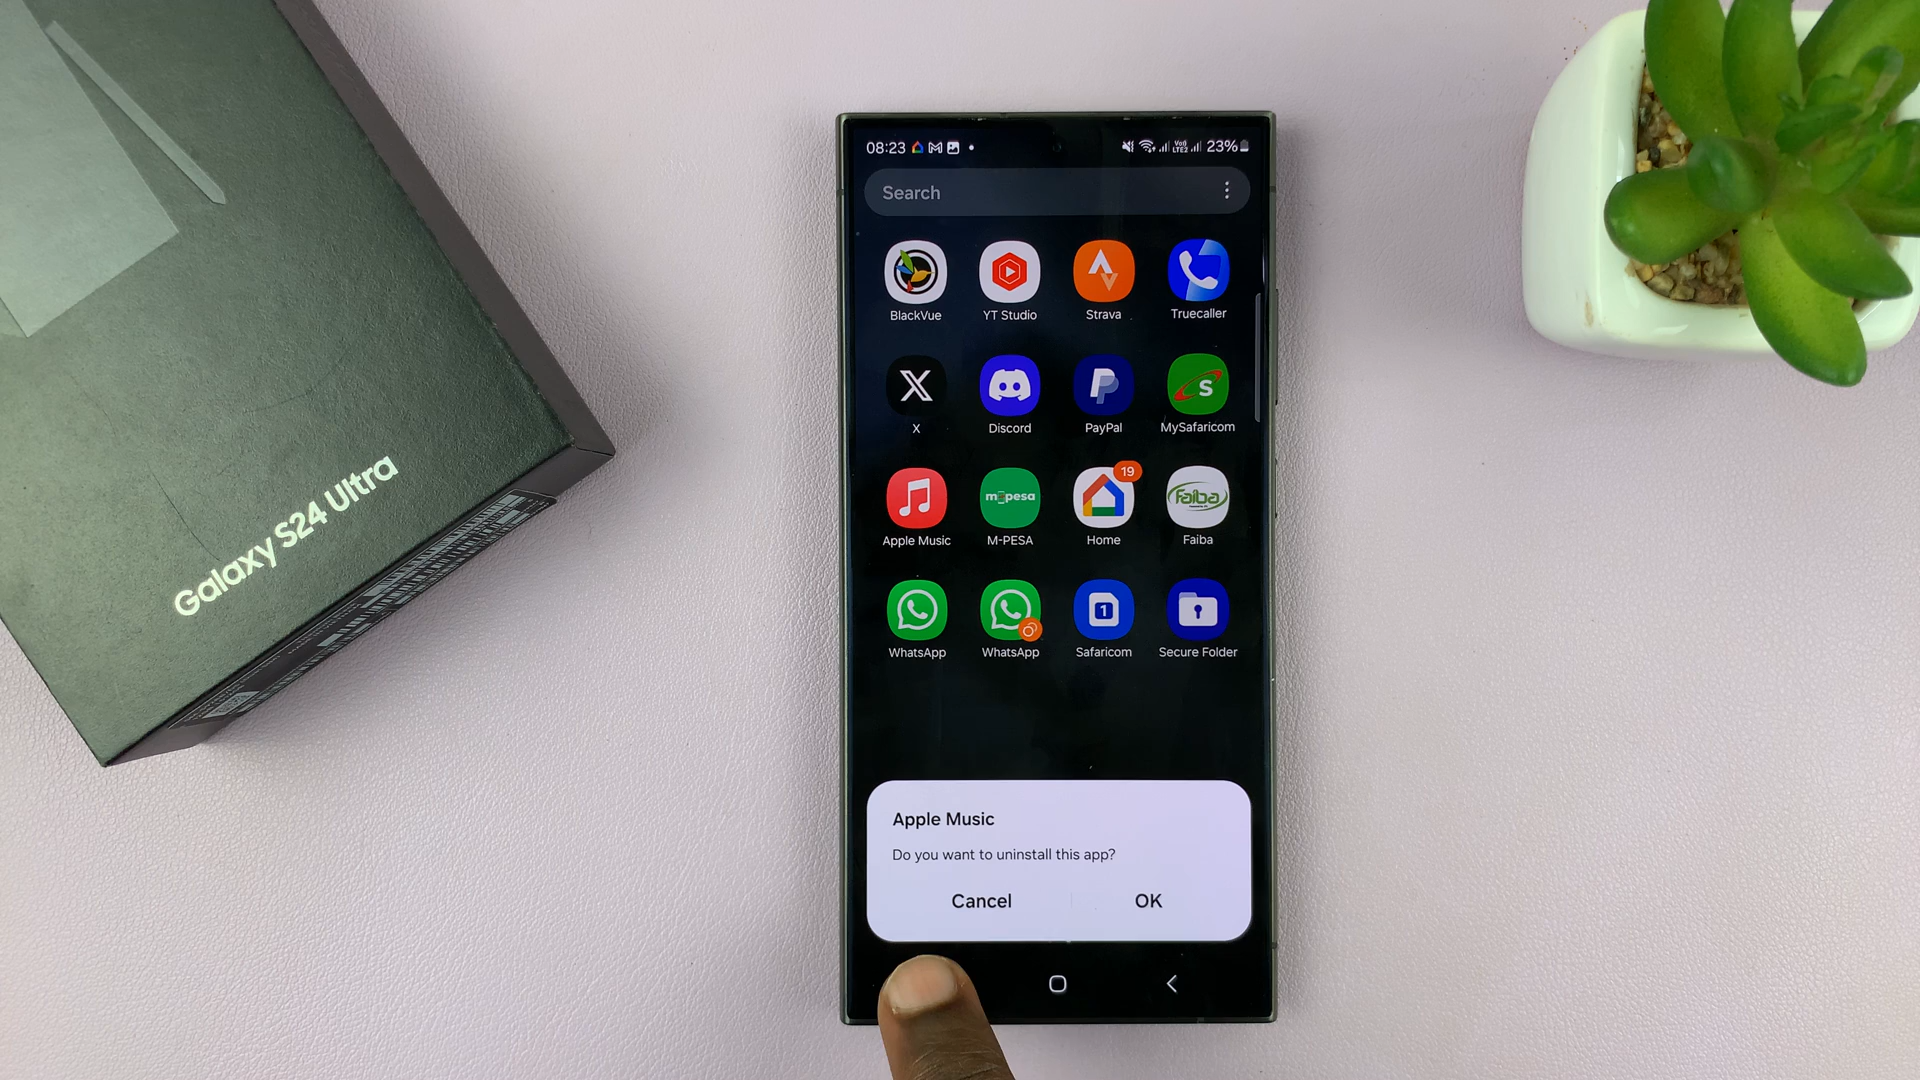 Galaxy S24 Ultra
08:23
VoI) LTE2
23%
Search
BlackVue YT Studio Strava Truecaller
X Discord PayPal MySafaricom
m-pesa 19 Faiba
Apple Music M-PESA Home Faiba
1
WhatsApp WhatsApp Safaricom Secure Folder
Apple Music
Do you want to uninstall this app?
Cancel OK